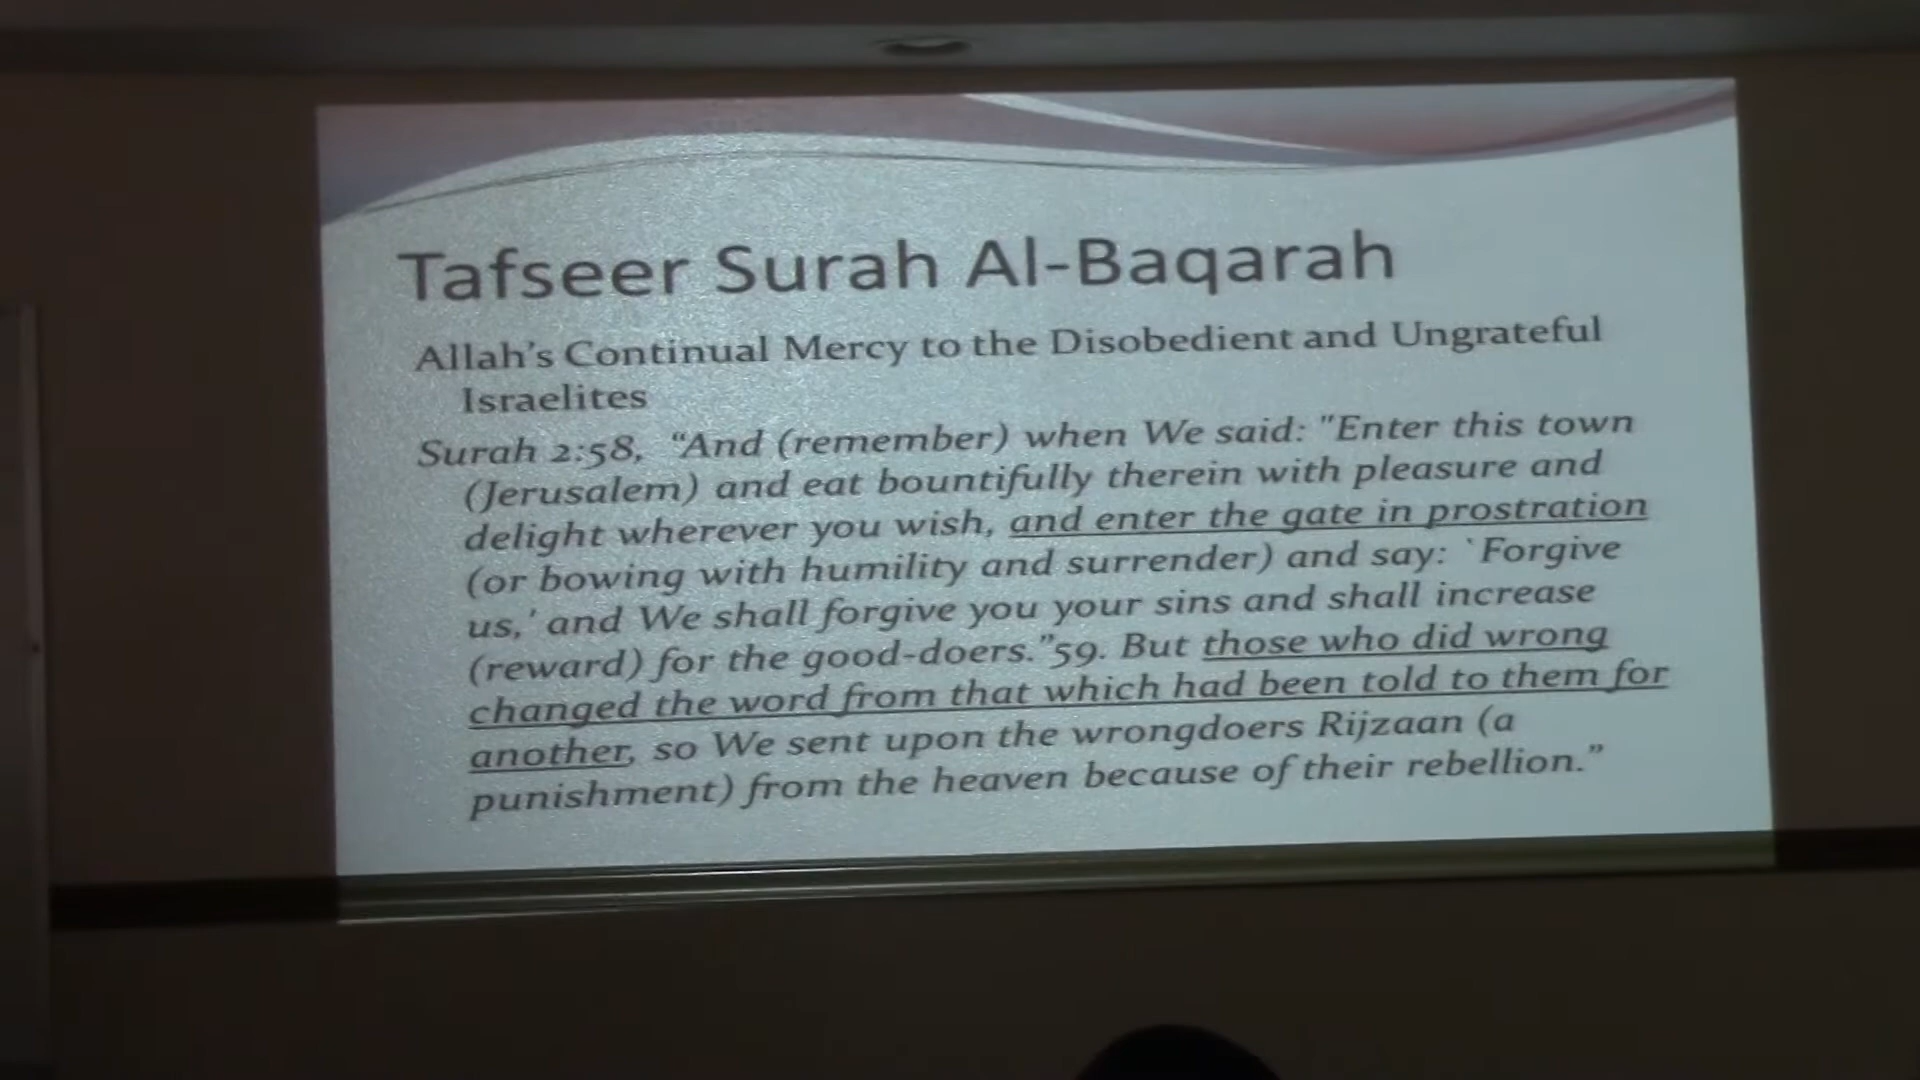 Tafseer Surah Al-Baqarah
Allah's Continual Mercy to the Disobedient and Ungrateful
Israelites
Surah 2:58, “And (remember) when We said: "Enter this town
(Jerusalem) and eat bountifully therein with pleasure and
delight wherever you wish, and enter the gate in prostration
(or bowing with humility and surrender) and say: `Forgive
us,' and We shall forgive you your sins and shall increase
(reward) for the good-doers.”59. But those who did wrong
changed the word from that which had been told to them for
another, so We sent upon the wrongdoers Rijzaan (a
punishment) from the heaven because of their rebellion.”